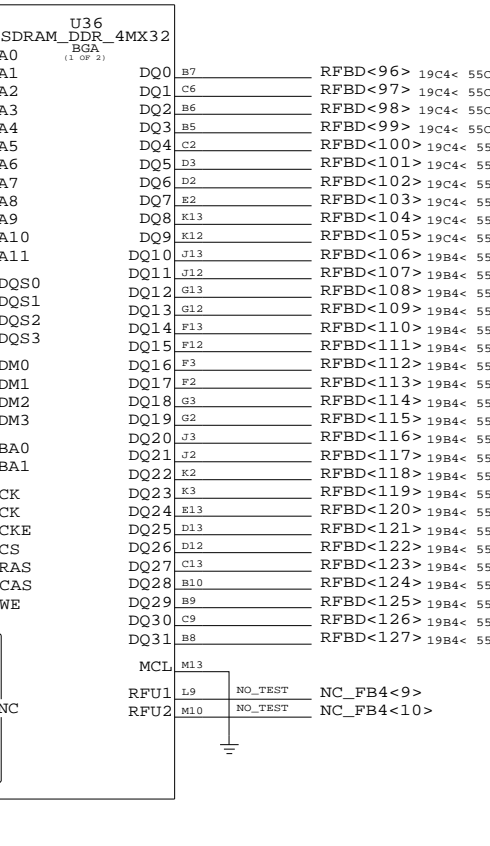 U36
SDRAM_DDR_4MX32
BGA
(1 OF 2)
A0
A1
A2
A3
A4
A5
A6
A7
A8
A9
A10
A11
DQS0
DQS1
DQS2
DQS3
DM0
DM1
DM2
DM3
BA0
BA1
CK
CK
CKE
CS
RAS
CAS
WE
NC
DQ0 B7 RFBD<96> 19C4< 55C
DQ1 C6 RFBD<97> 19C4< 55C
DQ2 B6 RFBD<98> 19C4< 55C
DQ3 B5 RFBD<99> 19C4< 55C
DQ4 C2 RFBD<100> 19C4< 55
DQ5 D3 RFBD<101> 19C4< 55
DQ6 D2 RFBD<102> 19C4< 55
DQ7 E2 RFBD<103> 19C4< 55
DQ8 K13 RFBD<104> 19C4< 55
DQ9 K12 RFBD<105> 19C4< 55
DQ10 J13 RFBD<106> 19B4< 55
DQ11 J12 RFBD<107> 19B4< 55
DQ12 G13 RFBD<108> 19B4< 55
DQ13 G12 RFBD<109> 19B4< 55
DQ14 F13 RFBD<110> 19B4< 55
DQ15 F12 RFBD<111> 19B4< 55
DQ16 F3 RFBD<112> 19B4< 55
DQ17 F2 RFBD<113> 19B4< 55
DQ18 G3 RFBD<114> 19B4< 55
DQ19 G2 RFBD<115> 19B4< 55
DQ20 J3 RFBD<116> 19B4< 55
DQ21 J2 RFBD<117> 19B4< 55
DQ22 K2 RFBD<118> 19B4< 55
DQ23 K3 RFBD<119> 19B4< 55
DQ24 E13 RFBD<120> 19B4< 55
DQ25 D13 RFBD<121> 19B4< 55
DQ26 D12 RFBD<122> 19B4< 55
DQ27 C13 RFBD<123> 19B4< 55
DQ28 B10 RFBD<124> 19B4< 55
DQ29 B9 RFBD<125> 19B4< 55
DQ30 C9 RFBD<126> 19B4< 55
DQ31 B8 RFBD<127> 19B4< 55
MCL M13
RFU1 L9 NO_TEST NC_FB4<9>
RFU2 M10 NO_TEST NC_FB4<10>